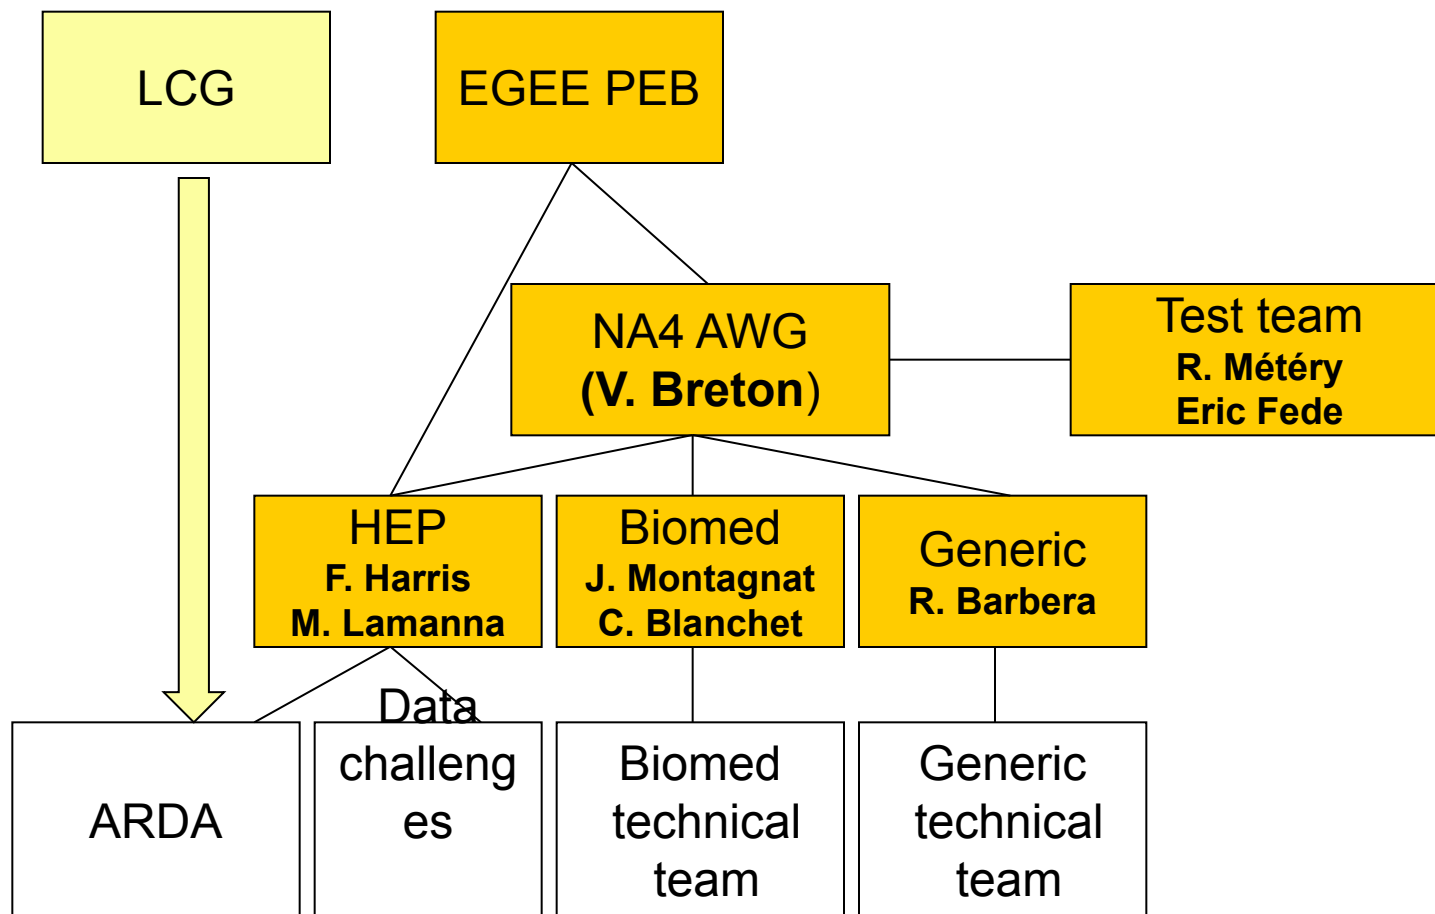 LCG
EGEE PEB
NA4 AWG
(V. Breton)
Test team
R. Météry
Eric Fede
HEP
F. Harris
M. Lamanna
Biomed
J. Montagnat
C. Blanchet
Generic
R. Barbera
ARDA
Data
challeng
es
Biomed
technical
team
Generic
technical
team